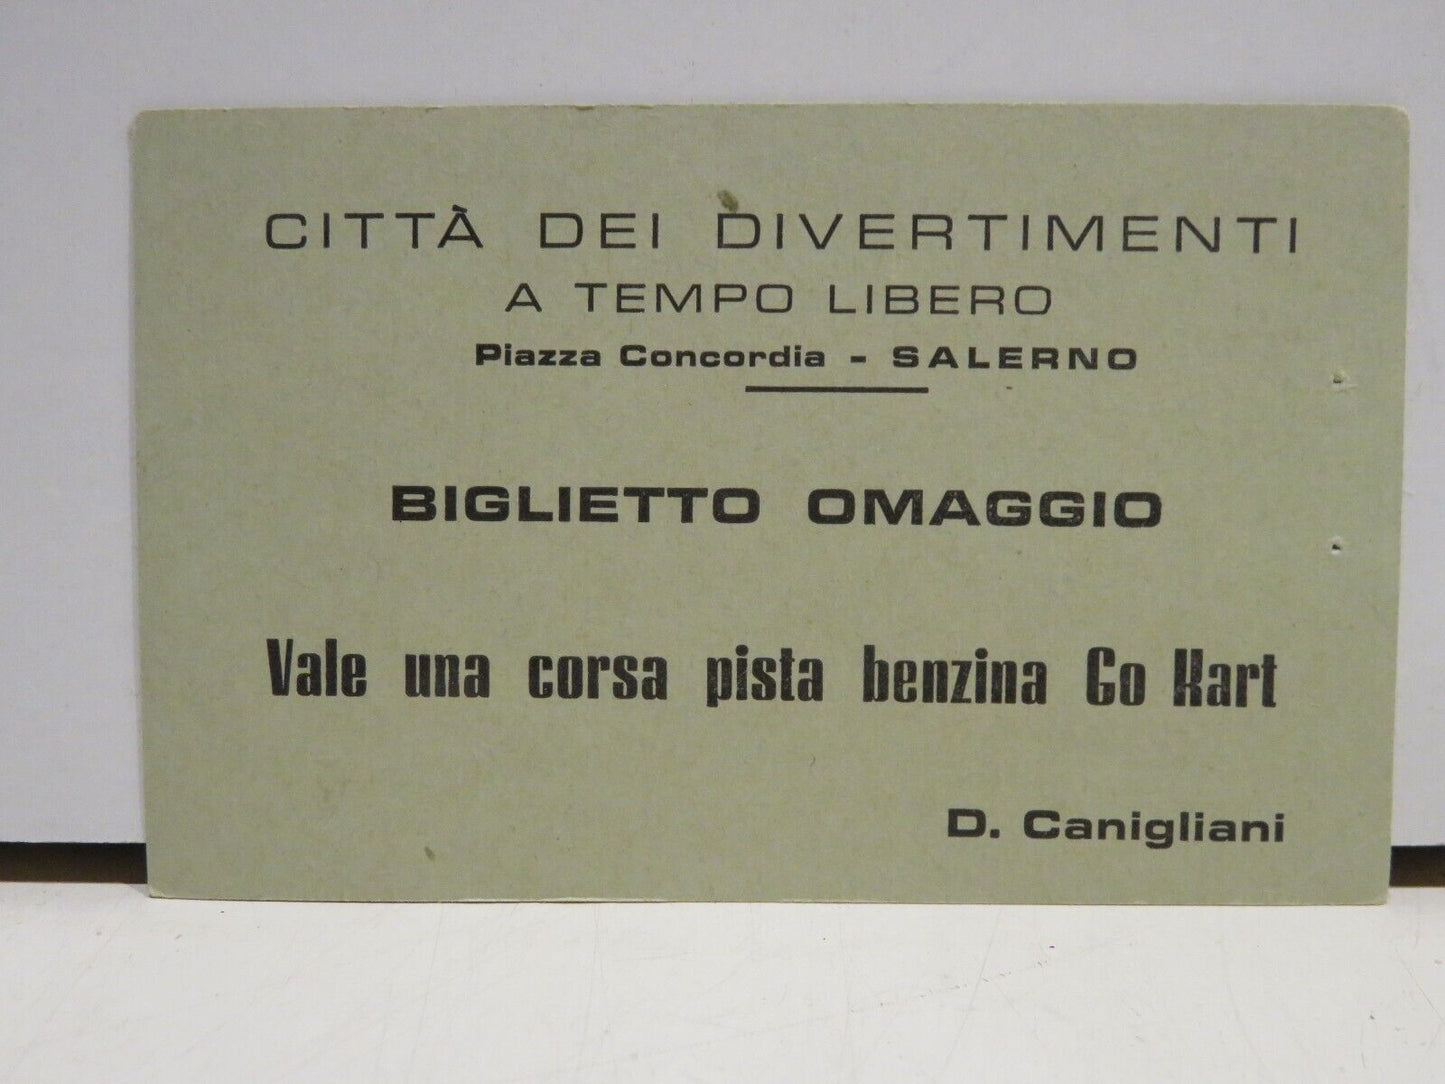 CITTÀ DEI DIVERTIMENTI
A TEMPO LIBERO
Piazza Concordia - SALERNO
BIGLIETTO OMAGGIO
Vale una corsa pista benzina Go Kart
D. Canigliani